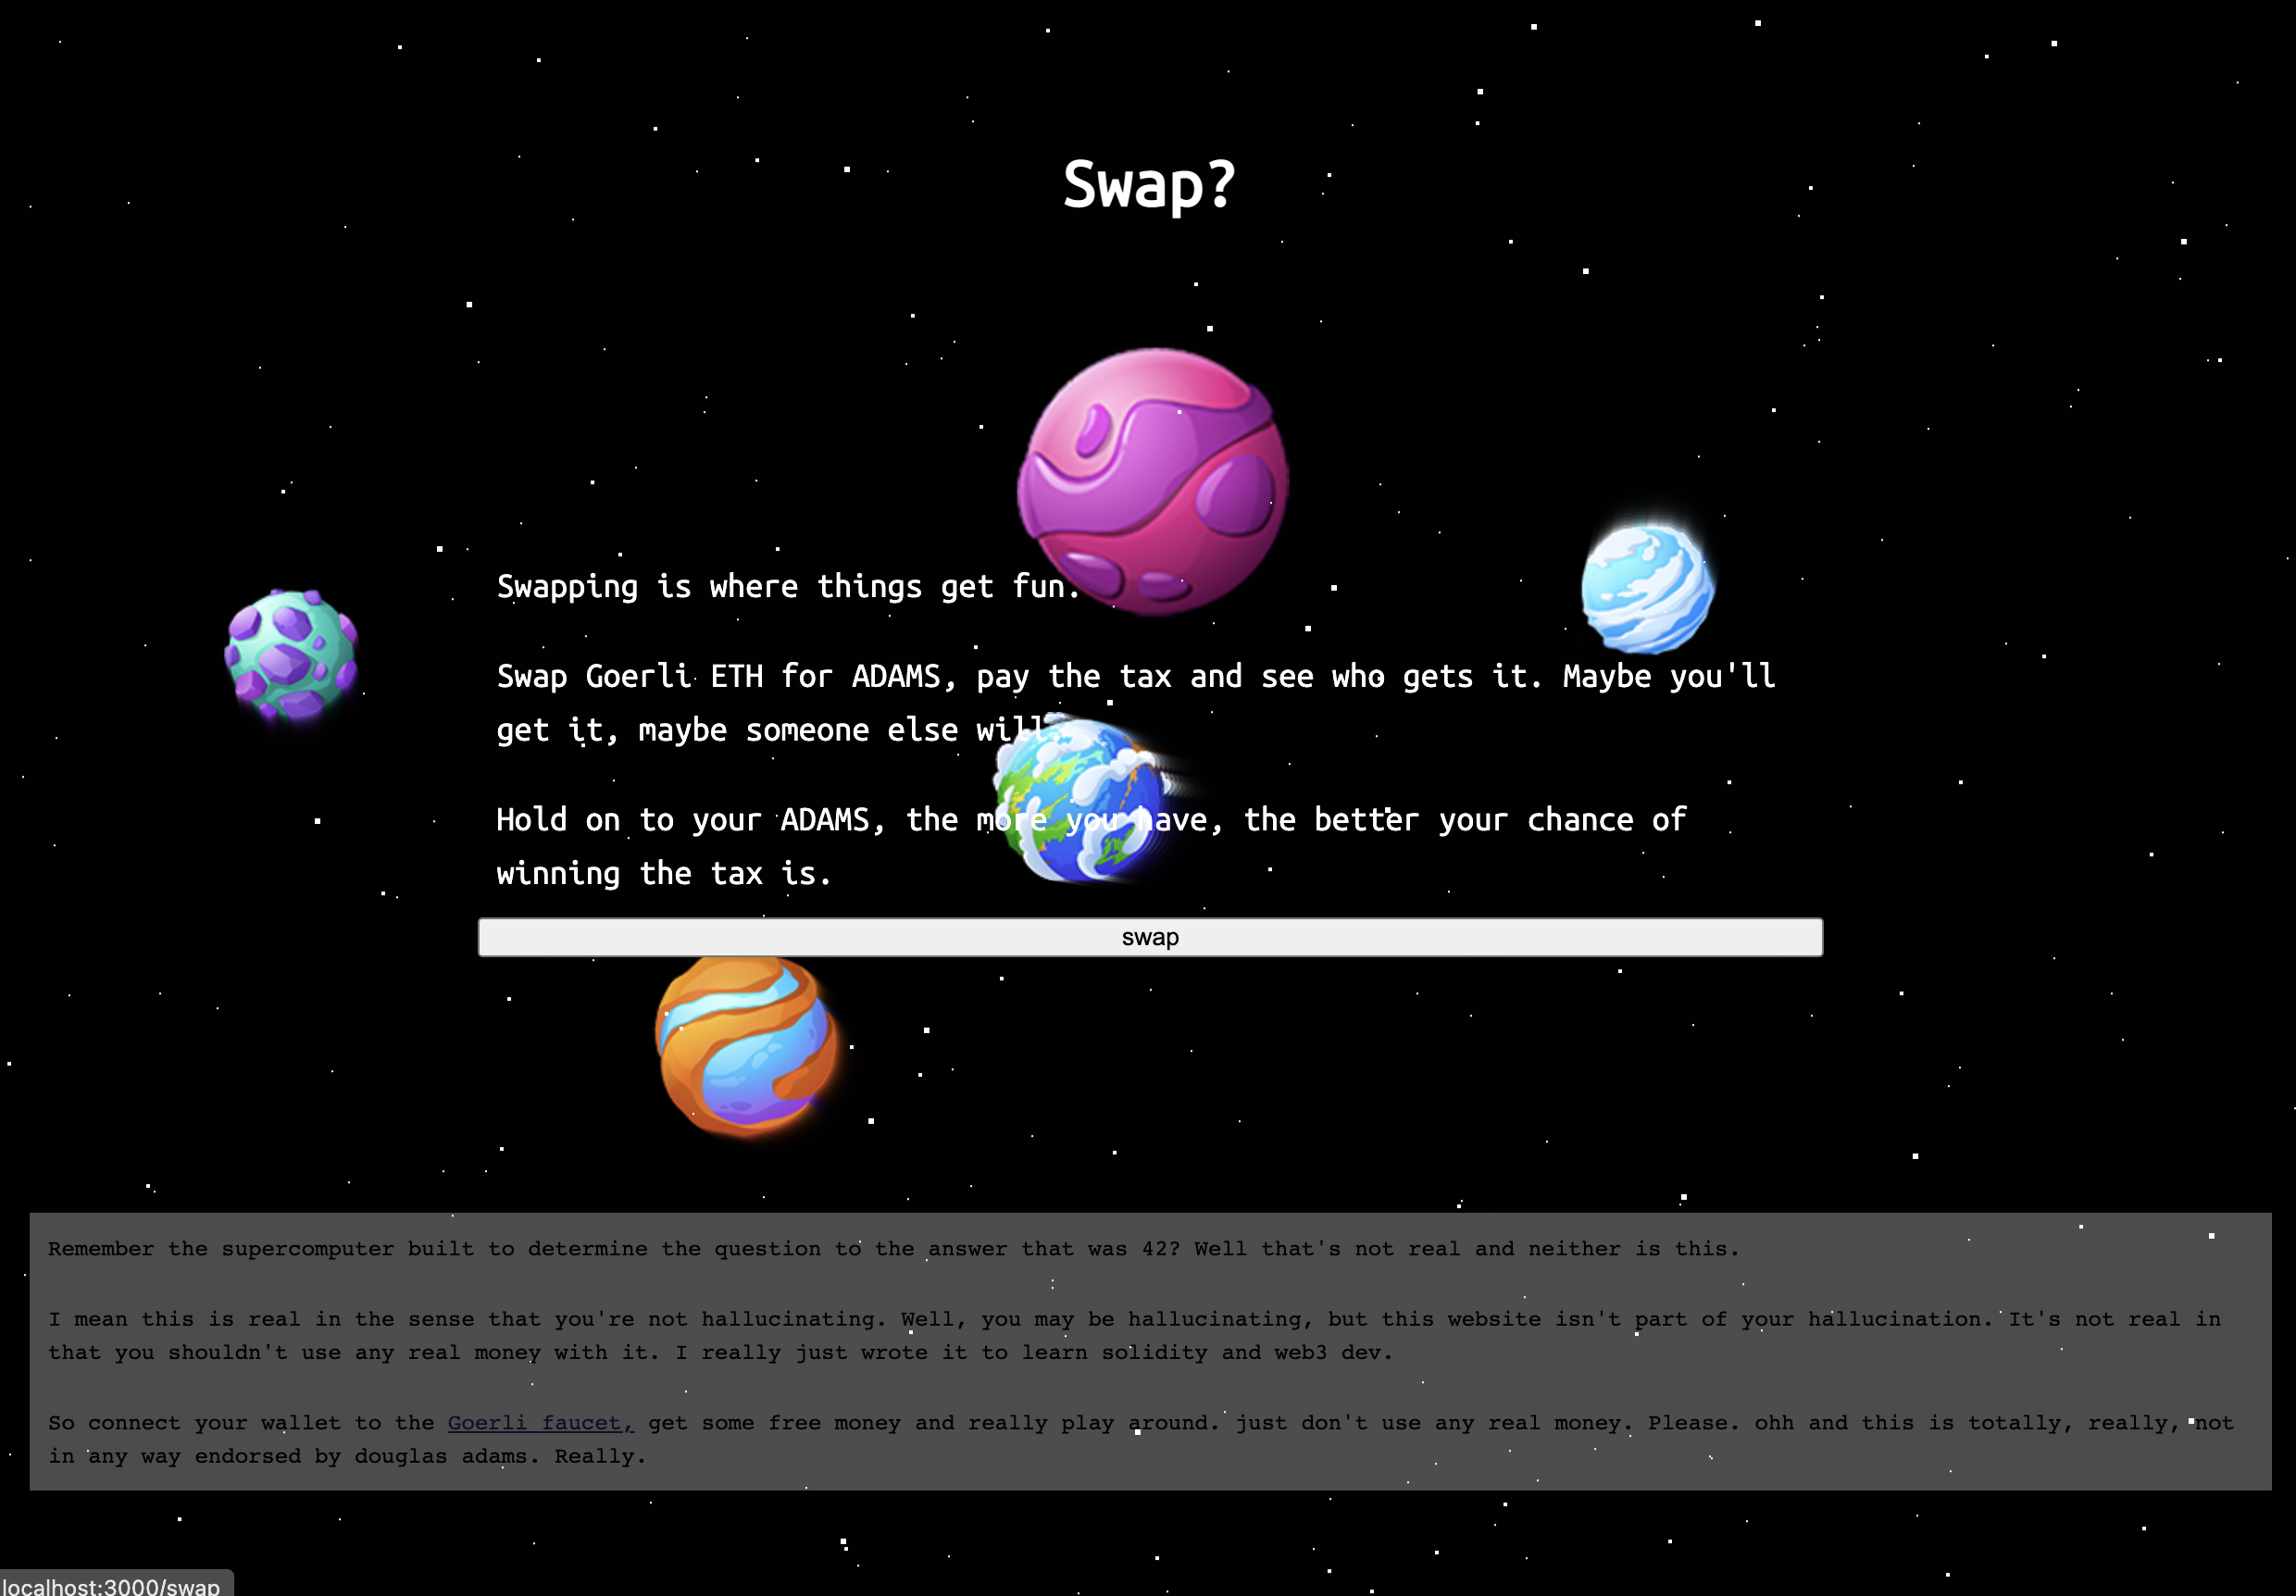 Swap?
Swapping is where things get fun.
Swap Goerli ETH for ADAMS, pay the tax and see who gets it. Maybe you'll
get it, maybe someone else will.
Hold on to your ADAMS, the more you have, the better your chance of
winning the tax is.
swap
Remember the supercomputer built to determine the question to the answer that was 42? Well that's not real and neither is this.
I mean this is real in the sense that you're not hallucinating. Well, you may be hallucinating, but this website isn't part of your hallucination. It's not real in
that you shouldn't use any real money with it. I really just wrote it to learn solidity and web3 dev.
So connect your wallet to the Goerli faucet, get some free money and really play around. just don't use any real money. Please. ohh and this is totally, really, not
in any way endorsed by douglas adams. Really.
localhost:3000/swap